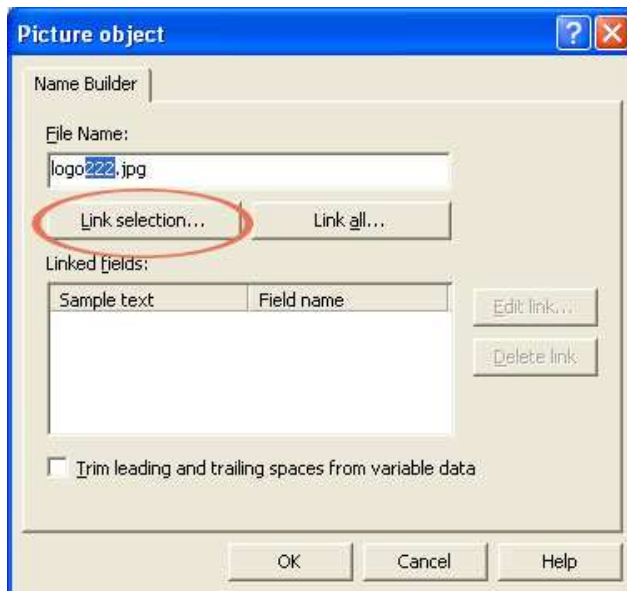 Picture object
?
Name Builder
File Name:
logo222.jpg
Link selection... Link all...
Linked fields:
Sample text Field name
Edit link...
Delete link
Trim leading and trailing spaces from variable data
OK Cancel Help